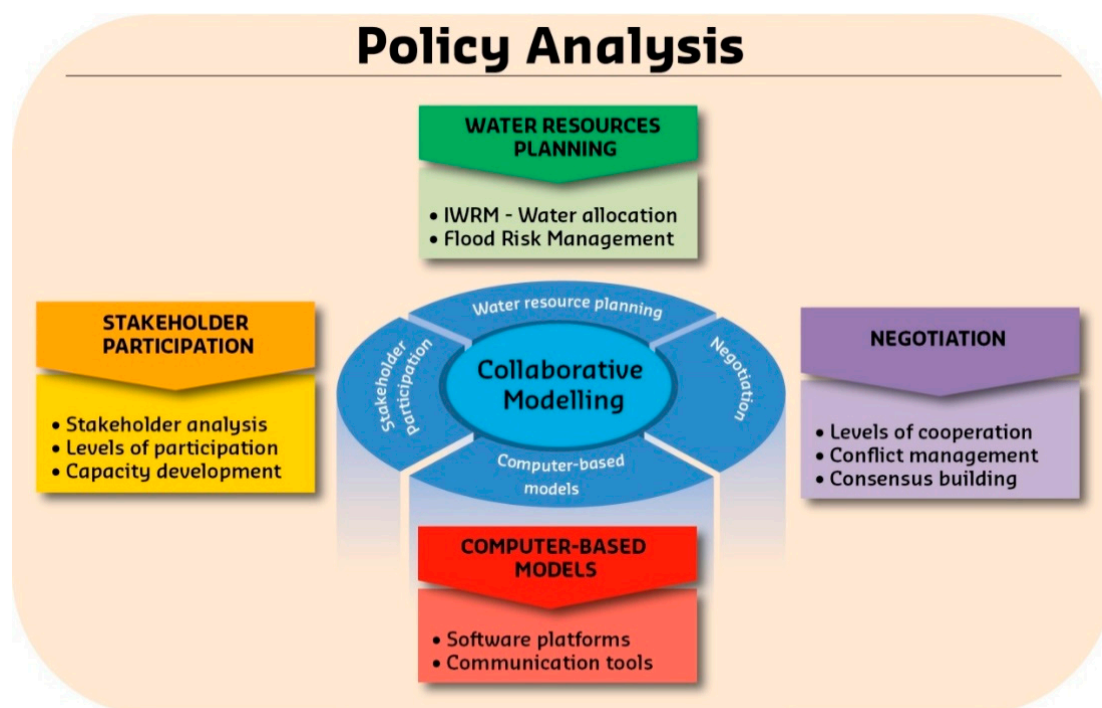 Policy Analysis
WATER RESOURCES
PLANNING
• IWRM - Water allocation
• Flood Risk Management
STAKEHOLDER
PARTICIPATION
• Stakeholder analysis
• Levels of participation
• Capacity development
Water resource planning
Stakeholder
Participation
Collaborative
Modelling
Negotiation
Computer-based
models
NEGOTIATION
• Levels of cooperation
• Conflict management
• Consensus building
COMPUTER-BASED
MODELS
• Software platforms
• Communication tools